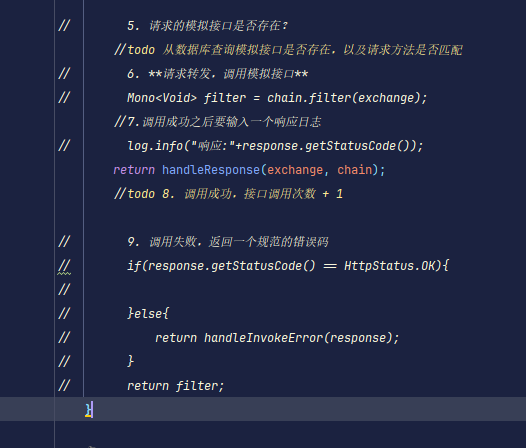 //        5. 请求的模拟接口是否存在?
//todo 从数据库查询模拟接口是否存在，以及请求方法是否匹配
//        6. **请求转发，调用模拟接口**
//        Mono<Void> filter = chain.filter(exchange);
//7.调用成功之后要输入一个响应日志
//        log.info("响应:"+response.getStatusCode());
return handleResponse(exchange, chain);
//todo 8. 调用成功，接口调用次数 + 1
//        9. 调用失败，返回一个规范的错误码
//        if(response.getStatusCode() == HttpStatus.OK){
//
//        }else{
//            return handleInvokeError(response);
//        }
//        return filter;
}